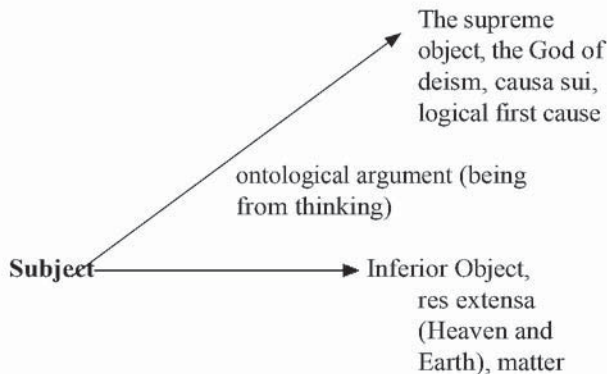 The supreme
object, the God of
deism, causa sui,
logical first cause
ontological argument (being
from thinking)
Subject
Inferior Object,
res extensa
(Heaven and
Earth), matter